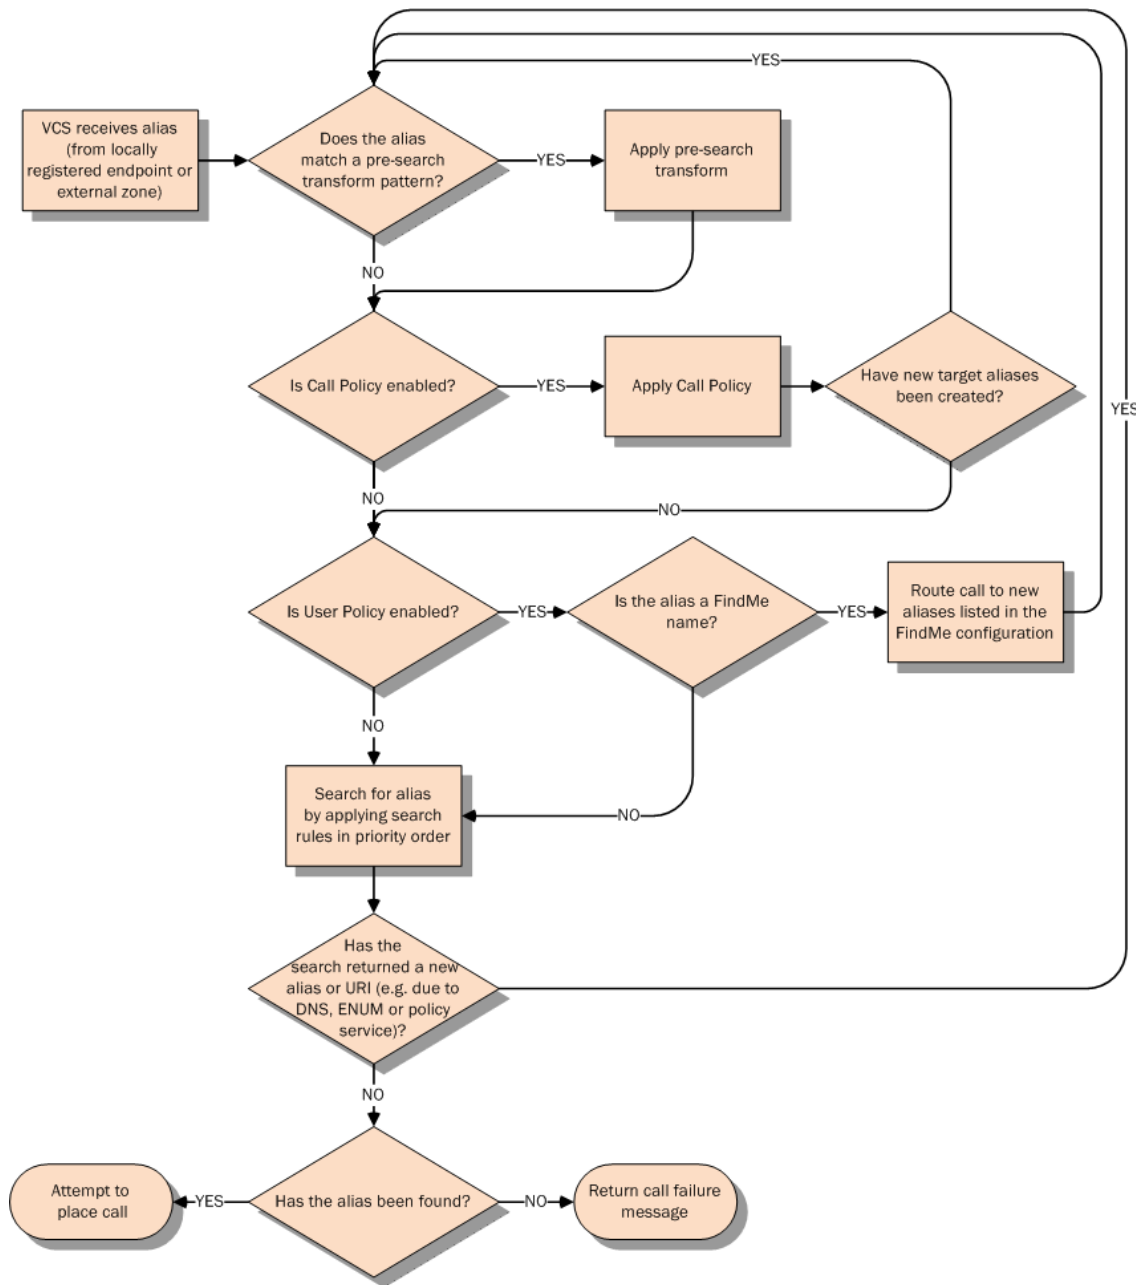 YES
VCS receives alias
(from locally
registered endpoint or
external zone)
Does the alias
match a pre-search
transform pattern?
YES
Apply pre-search
transform
NO
Is Call Policy enabled?
YES
Apply Call Policy
Have new target aliases
been created?
YES
NO
NO
Is User Policy enabled?
YES
Is the alias a FindMe
name?
YES
Route call to new
aliases listed in the
FindMe configuration
NO
Search for alias
by applying search
rules in priority order
NO
Has the
search returned a new
alias or URI (e.g. due to
DNS, ENUM or policy
service)?
NO
Attempt to
place call
YES
Has the alias been found?
NO
Return call failure
message